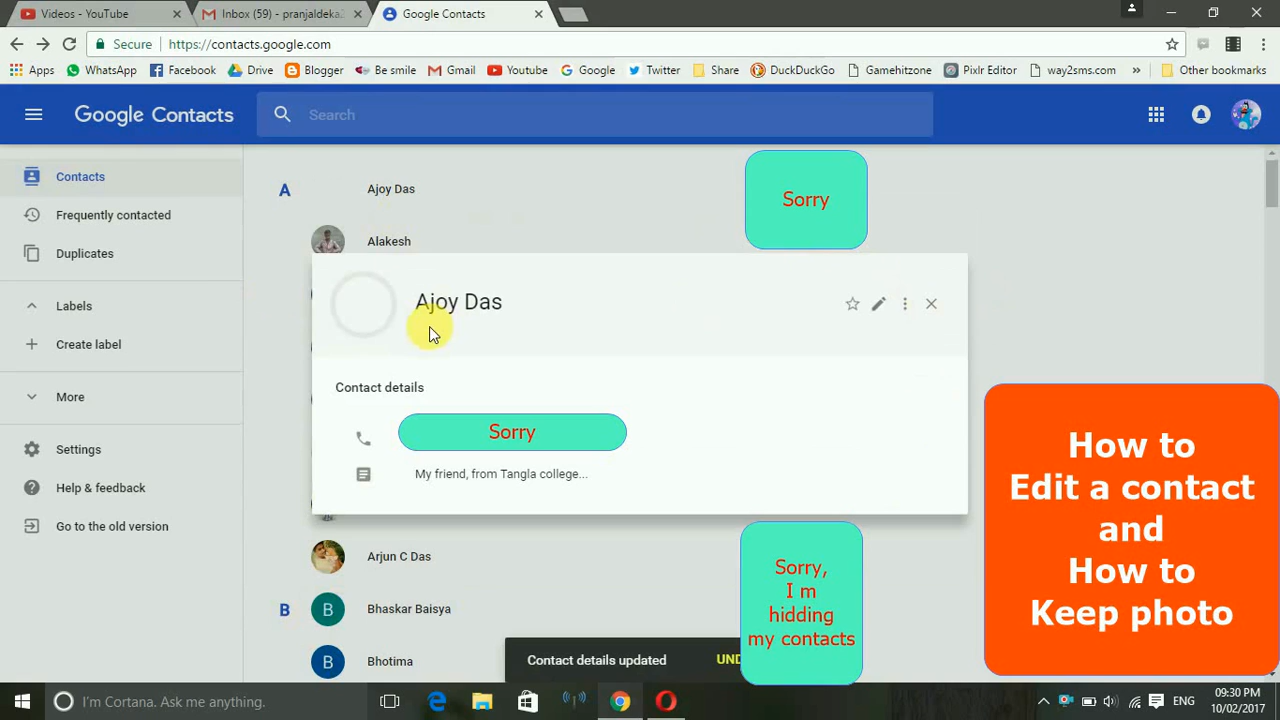 Videos - YouTube
Inbox (59) - pranjaldeka
Google Contacts
Secure https://contacts.google.com
Apps WhatsApp Facebook Drive Blogger Be smile Gmail Youtube Google Twitter Share DuckDuckGo Gamehitzone Pixlr Editor way2sms.com » Other bookmarks
Google Contacts
Search
Contacts
Frequently contacted
Duplicates
Labels
Create label
More
Settings
Help & feedback
Go to the old version
A Ajoy Das
Alakesh
Sorry
Ajoy Das
Contact details
Sorry
My friend, from Tangla college...
Arjun C Das
B B Bhaskar Baisya
B Bhotima
Contact details updated UND
Sorry,
I m
hidding
my contacts
How to
Edit a contact
and
How to
Keep photo
I'm Cortana. Ask me anything.
ENG
09:30 PM
10/02/2017